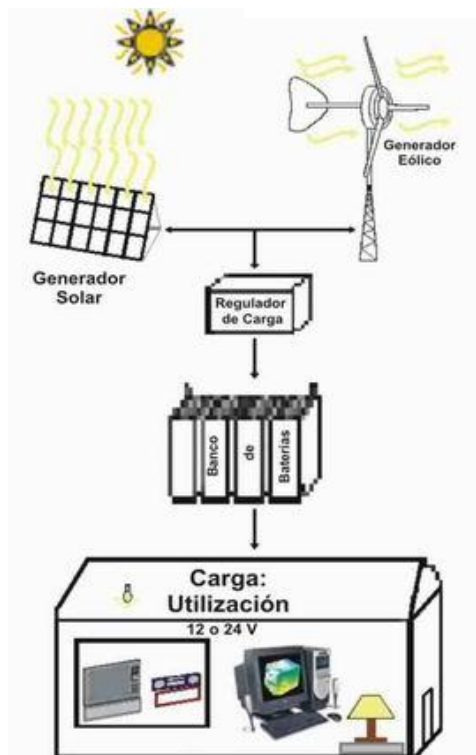 Generador
Eólico
Generador
Solar
Regulador
de Carga
Banco
de
Baterías
Carga:
Utilización
12 o 24 V